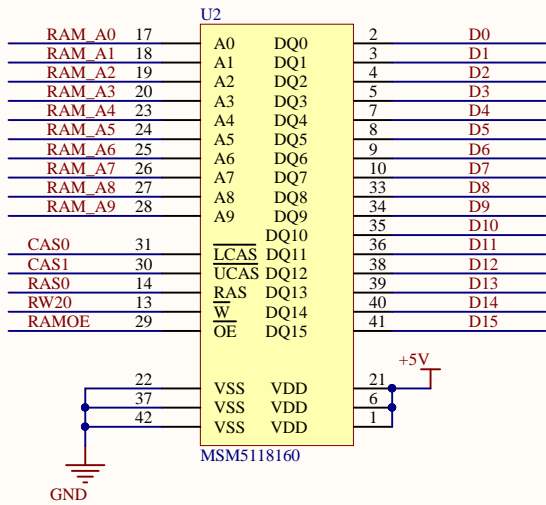 U2
RAM_A0 17 A0 DQ0 2 D0
RAM_A1 18 A1 DQ1 3 D1
RAM_A2 19 A2 DQ2 4 D2
RAM_A3 20 A3 DQ3 5 D3
RAM_A4 23 A4 DQ4 7 D4
RAM_A5 24 A5 DQ5 8 D5
RAM_A6 25 A6 DQ6 9 D6
RAM_A7 26 A7 DQ7 10 D7
RAM_A8 27 A8 DQ8 33 D8
RAM_A9 28 A9 DQ9 34 D9
DQ10 35 D10
CAS0 31 LCAS DQ11 36 D11
CAS1 30 UCAS DQ12 38 D12
RAS0 14 RAS DQ13 39 D13
RW20 13 W DQ14 40 D14
RAMOE 29 OE DQ15 41 D15
+5V
22 VSS VDD 21
37 VSS VDD 6
42 VSS VDD 1
MSM5118160
GND